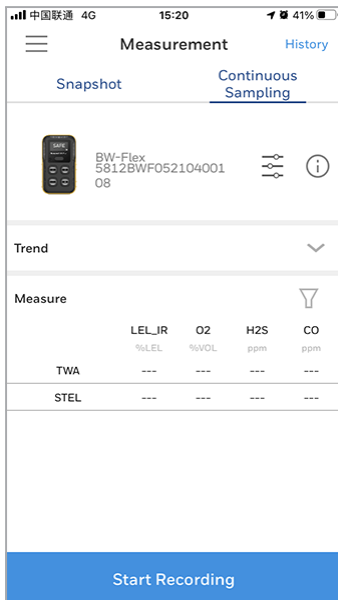 中国联通 4G 15:20 41%
Measurement History
Snapshot
Continuous
Sampling
SAFE
BW-Flex
5812BWF052104001
08
Trend
Measure
LEL_IR O2 H2S CO
%LEL %VOL ppm ppm
TWA --- --- --- ---
STEL --- --- --- ---
Start Recording